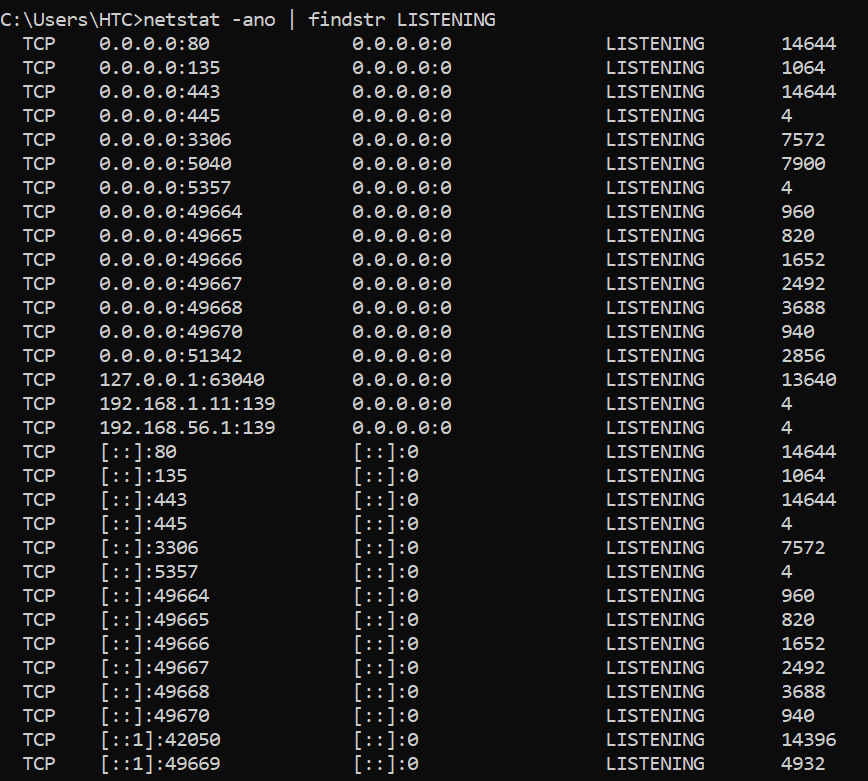 C:\Users\HTC>netstat -ano | findstr LISTENING
TCP 0.0.0.0:80 0.0.0.0:0 LISTENING 14644
TCP 0.0.0.0:135 0.0.0.0:0 LISTENING 1064
TCP 0.0.0.0:443 0.0.0.0:0 LISTENING 14644
TCP 0.0.0.0:445 0.0.0.0:0 LISTENING 4
TCP 0.0.0.0:3306 0.0.0.0:0 LISTENING 7572
TCP 0.0.0.0:5040 0.0.0.0:0 LISTENING 7900
TCP 0.0.0.0:5357 0.0.0.0:0 LISTENING 4
TCP 0.0.0.0:49664 0.0.0.0:0 LISTENING 960
TCP 0.0.0.0:49665 0.0.0.0:0 LISTENING 820
TCP 0.0.0.0:49666 0.0.0.0:0 LISTENING 1652
TCP 0.0.0.0:49667 0.0.0.0:0 LISTENING 2492
TCP 0.0.0.0:49668 0.0.0.0:0 LISTENING 3688
TCP 0.0.0.0:49670 0.0.0.0:0 LISTENING 940
TCP 0.0.0.0:51342 0.0.0.0:0 LISTENING 2856
TCP 127.0.0.1:63040 0.0.0.0:0 LISTENING 13640
TCP 192.168.1.11:139 0.0.0.0:0 LISTENING 4
TCP 192.168.56.1:139 0.0.0.0:0 LISTENING 4
TCP [::]:80 [::]:0 LISTENING 14644
TCP [::]:135 [::]:0 LISTENING 1064
TCP [::]:443 [::]:0 LISTENING 14644
TCP [::]:445 [::]:0 LISTENING 4
TCP [::]:3306 [::]:0 LISTENING 7572
TCP [::]:5357 [::]:0 LISTENING 4
TCP [::]:49664 [::]:0 LISTENING 960
TCP [::]:49665 [::]:0 LISTENING 820
TCP [::]:49666 [::]:0 LISTENING 1652
TCP [::]:49667 [::]:0 LISTENING 2492
TCP [::]:49668 [::]:0 LISTENING 3688
TCP [::]:49670 [::]:0 LISTENING 940
TCP [::1]:42050 [::]:0 LISTENING 14396
TCP [::1]:49669 [::]:0 LISTENING 4932